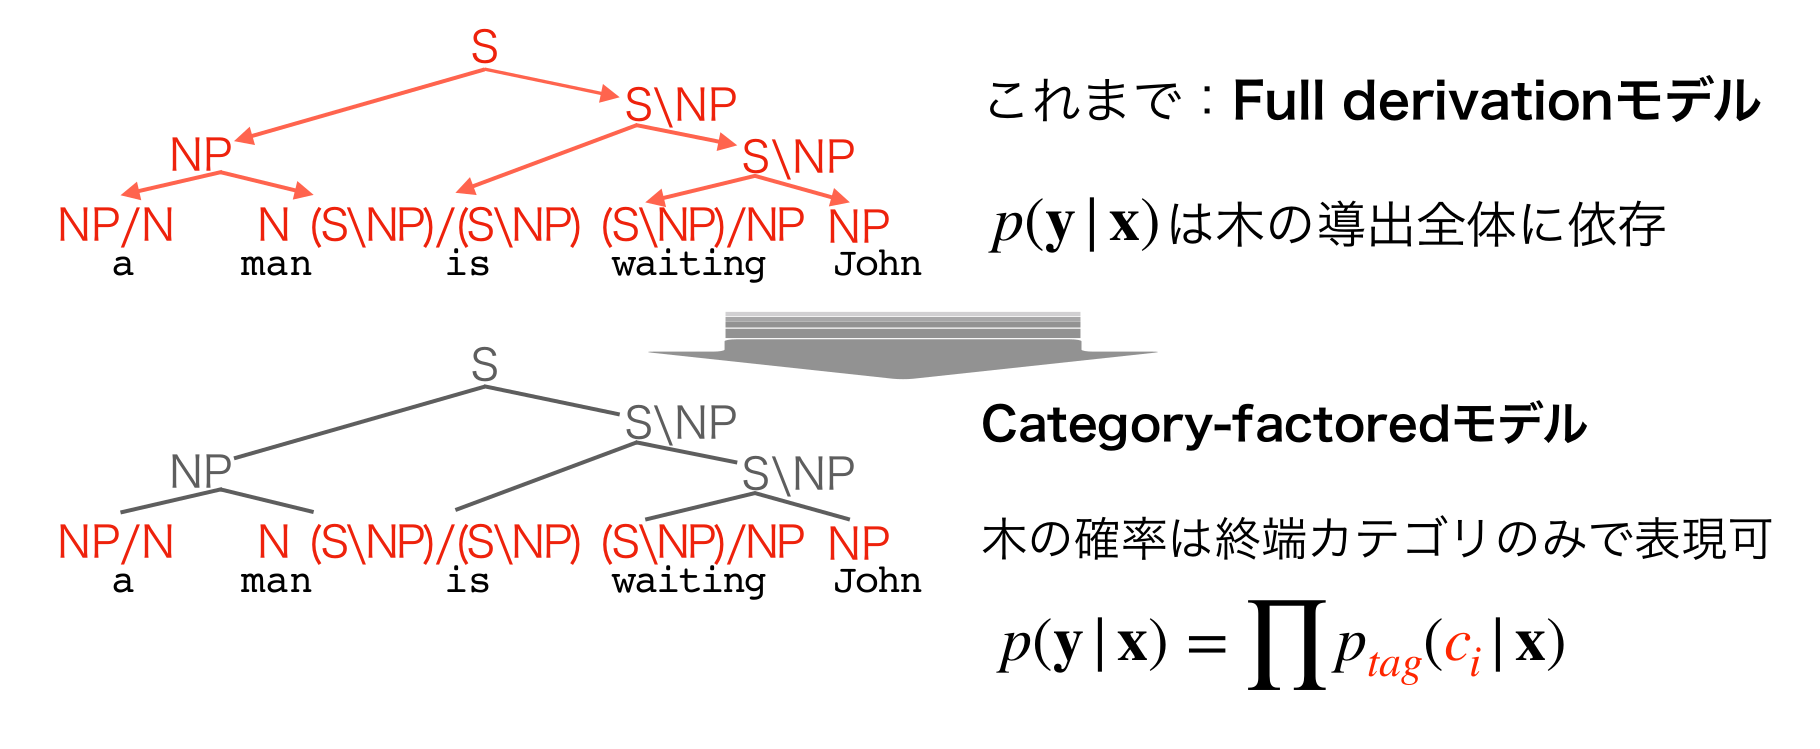 S
S\NP
これまで：Full derivationモデル
NP
S\NP
NP/N N (S\NP)/(S\NP) (S\NP)/NP NP
a man is waiting John
p(y|x)は木の導出全体に依存
S
S\NP
Category-factoredモデル
NP
S\NP
NP/N N (S\NP)/(S\NP) (S\NP)/NP NP
a man is waiting John
木の確率は終端カテゴリのみで表現可
p(y|x) = ∏ p_tag(c_i|x)